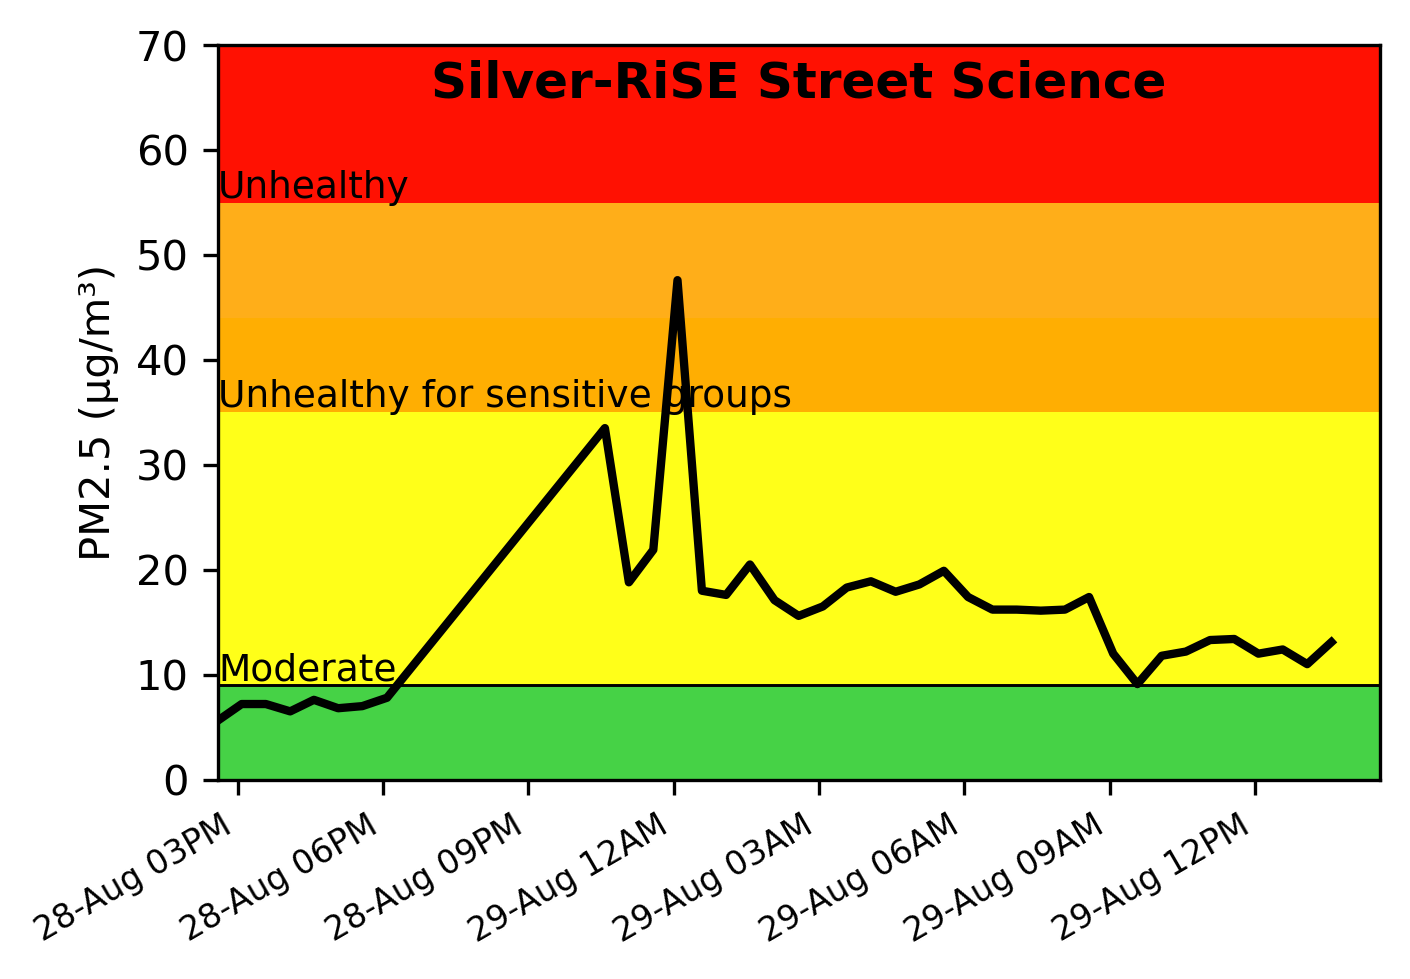 Silver-RiSE Street Science
PM2.5 (μg/m³)
70
60
50
40
30
20
10
0
Unhealthy
Unhealthy for sensitive groups
Moderate
28-Aug 03PM
28-Aug 06PM
28-Aug 09PM
29-Aug 12AM
29-Aug 03AM
29-Aug 06AM
29-Aug 09AM
29-Aug 12PM